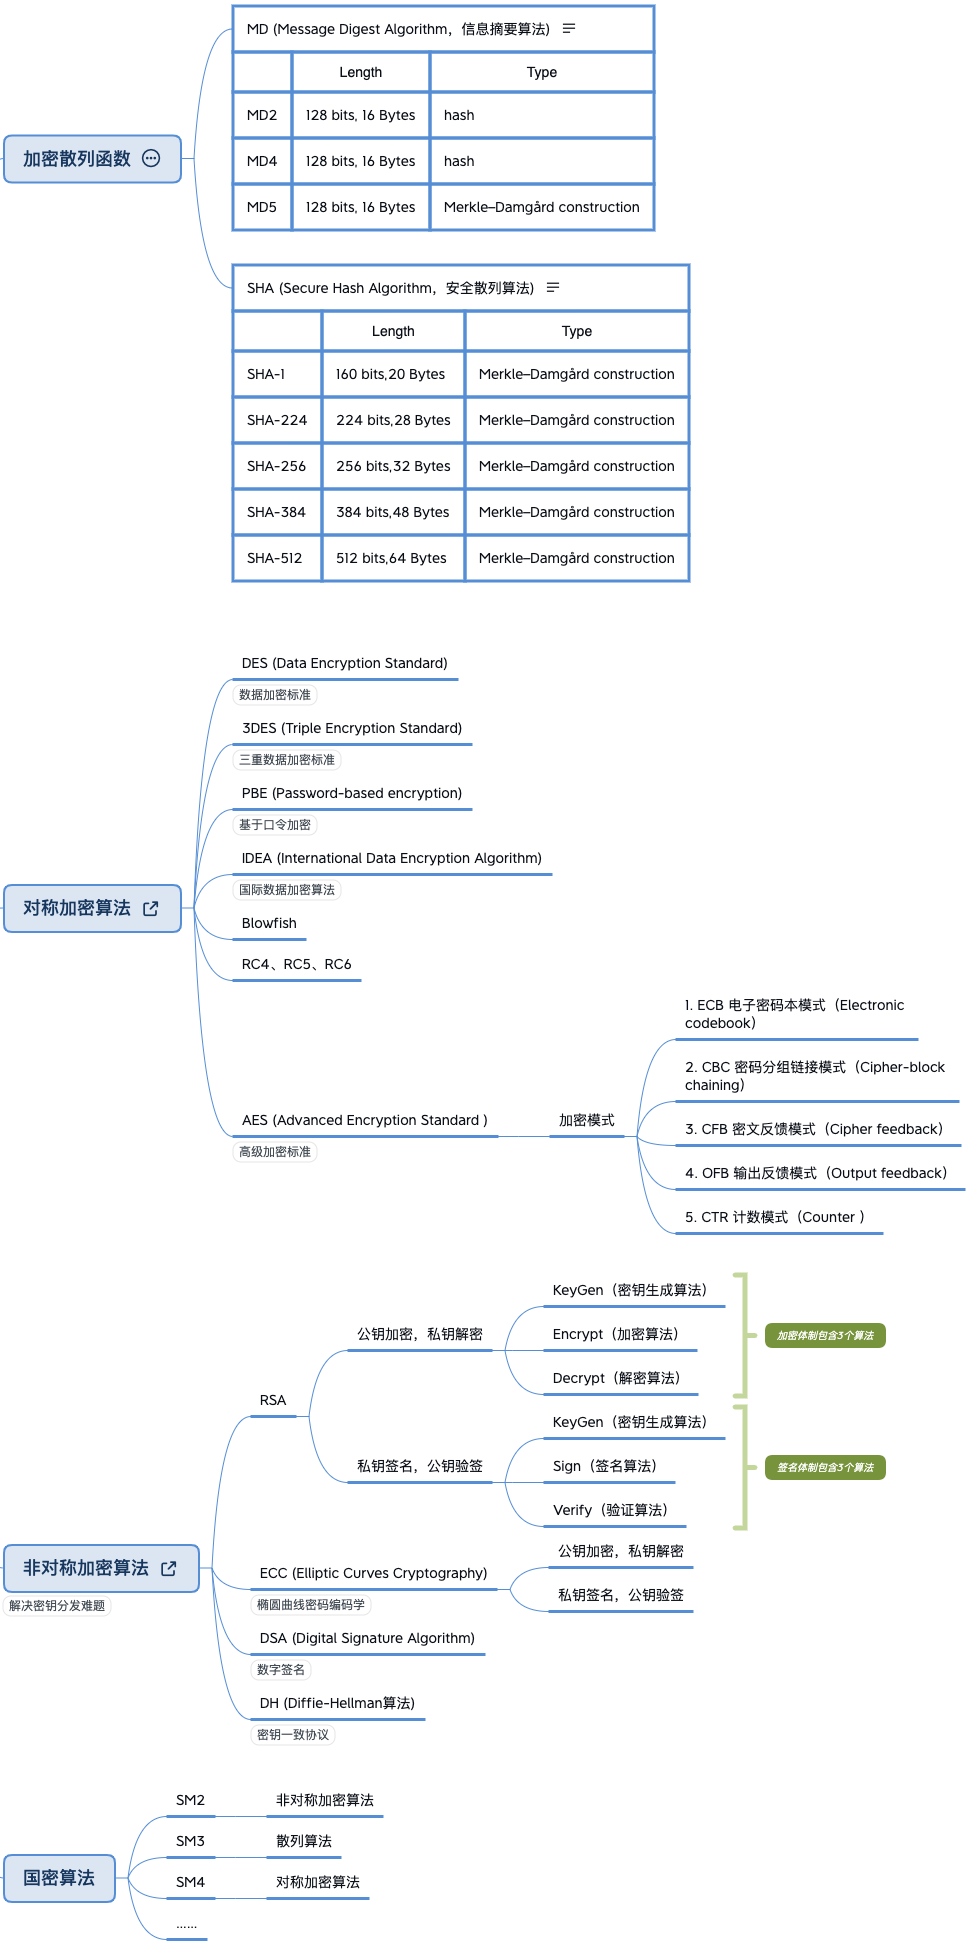 加密散列函数
MD (Message Digest Algorithm，信息摘要算法)
Length Type
MD2 128 bits, 16 Bytes hash
MD4 128 bits, 16 Bytes hash
MD5 128 bits, 16 Bytes Merkle–Damgård construction
SHA (Secure Hash Algorithm，安全散列算法)
Length Type
SHA-1 160 bits,20 Bytes Merkle–Damgård construction
SHA-224 224 bits,28 Bytes Merkle–Damgård construction
SHA-256 256 bits,32 Bytes Merkle–Damgård construction
SHA-384 384 bits,48 Bytes Merkle–Damgård construction
SHA-512 512 bits,64 Bytes Merkle–Damgård construction
对称加密算法
DES (Data Encryption Standard)
数据加密标准
3DES (Triple Encryption Standard)
三重数据加密标准
PBE (Password-based encryption)
基于口令加密
IDEA (International Data Encryption Algorithm)
国际数据加密算法
Blowfish
RC4、RC5、RC6
AES (Advanced Encryption Standard )
高级加密标准
加密模式
1. ECB 电子密码本模式（Electronic
codebook）
2. CBC 密码分组链接模式（Cipher-block
chaining）
3. CFB 密文反馈模式（Cipher feedback）
4. OFB 输出反馈模式（Output feedback）
5. CTR 计数模式（Counter ）
非对称加密算法
解决密钥分发难题
RSA
公钥加密，私钥解密
KeyGen（密钥生成算法）
Encrypt（加密算法）
Decrypt（解密算法）
加密体制包含3个算法
私钥签名，公钥验签
KeyGen（密钥生成算法）
Sign（签名算法）
Verify（验证算法）
签名体制包含3个算法
ECC (Elliptic Curves Cryptography)
椭圆曲线密码编码学
公钥加密，私钥解密
私钥签名，公钥验签
DSA (Digital Signature Algorithm)
数字签名
DH (Diffie-Hellman算法)
密钥一致协议
国密算法
SM2 非对称加密算法
SM3 散列算法
SM4 对称加密算法
......